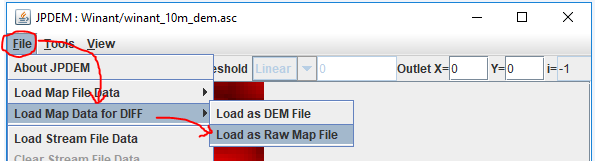 JPDEM : Winant/winant_10m_dem.asc
File Tools View
About JPDEM
eshold Linear 0 Outlet X= 0 Y= 0 i= -1
Load Map File Data
Load Map Data for DIFF
Load as DEM File
Load as Raw Map File
Load Stream File Data
Clear Stream File Data